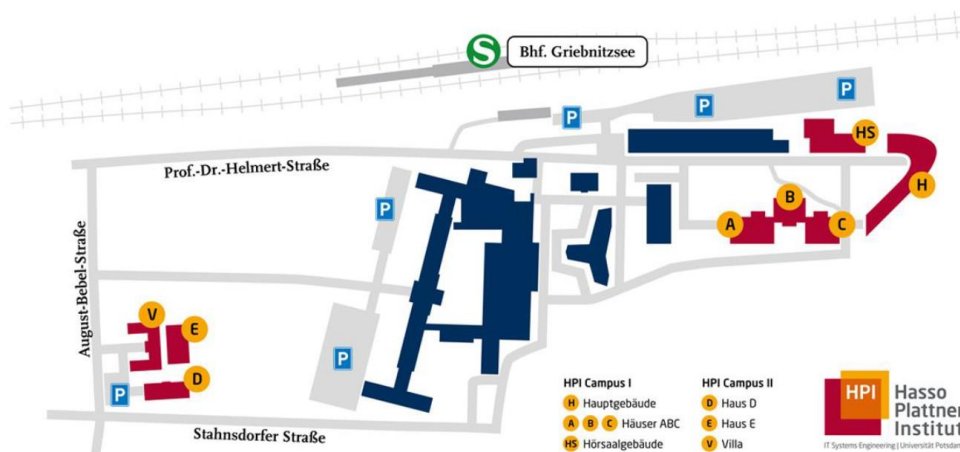 S
Bhf. Griebnitzsee
P
P
P
HS
Prof.-Dr.-Helmert-Straße
H
P
B
A
C
August-Bebel-Straße
V
E
P
D
P
Stahnsdorfer Straße
HPI Campus I
H Hauptgebäude
A B C Häuser ABC
HS Hörsaalgebäude
HPI Campus II
D Haus D
E Haus E
V Villa
HPI
Hasso
Plattner
Institut
IT Systems Engineering | Universität Potsdam